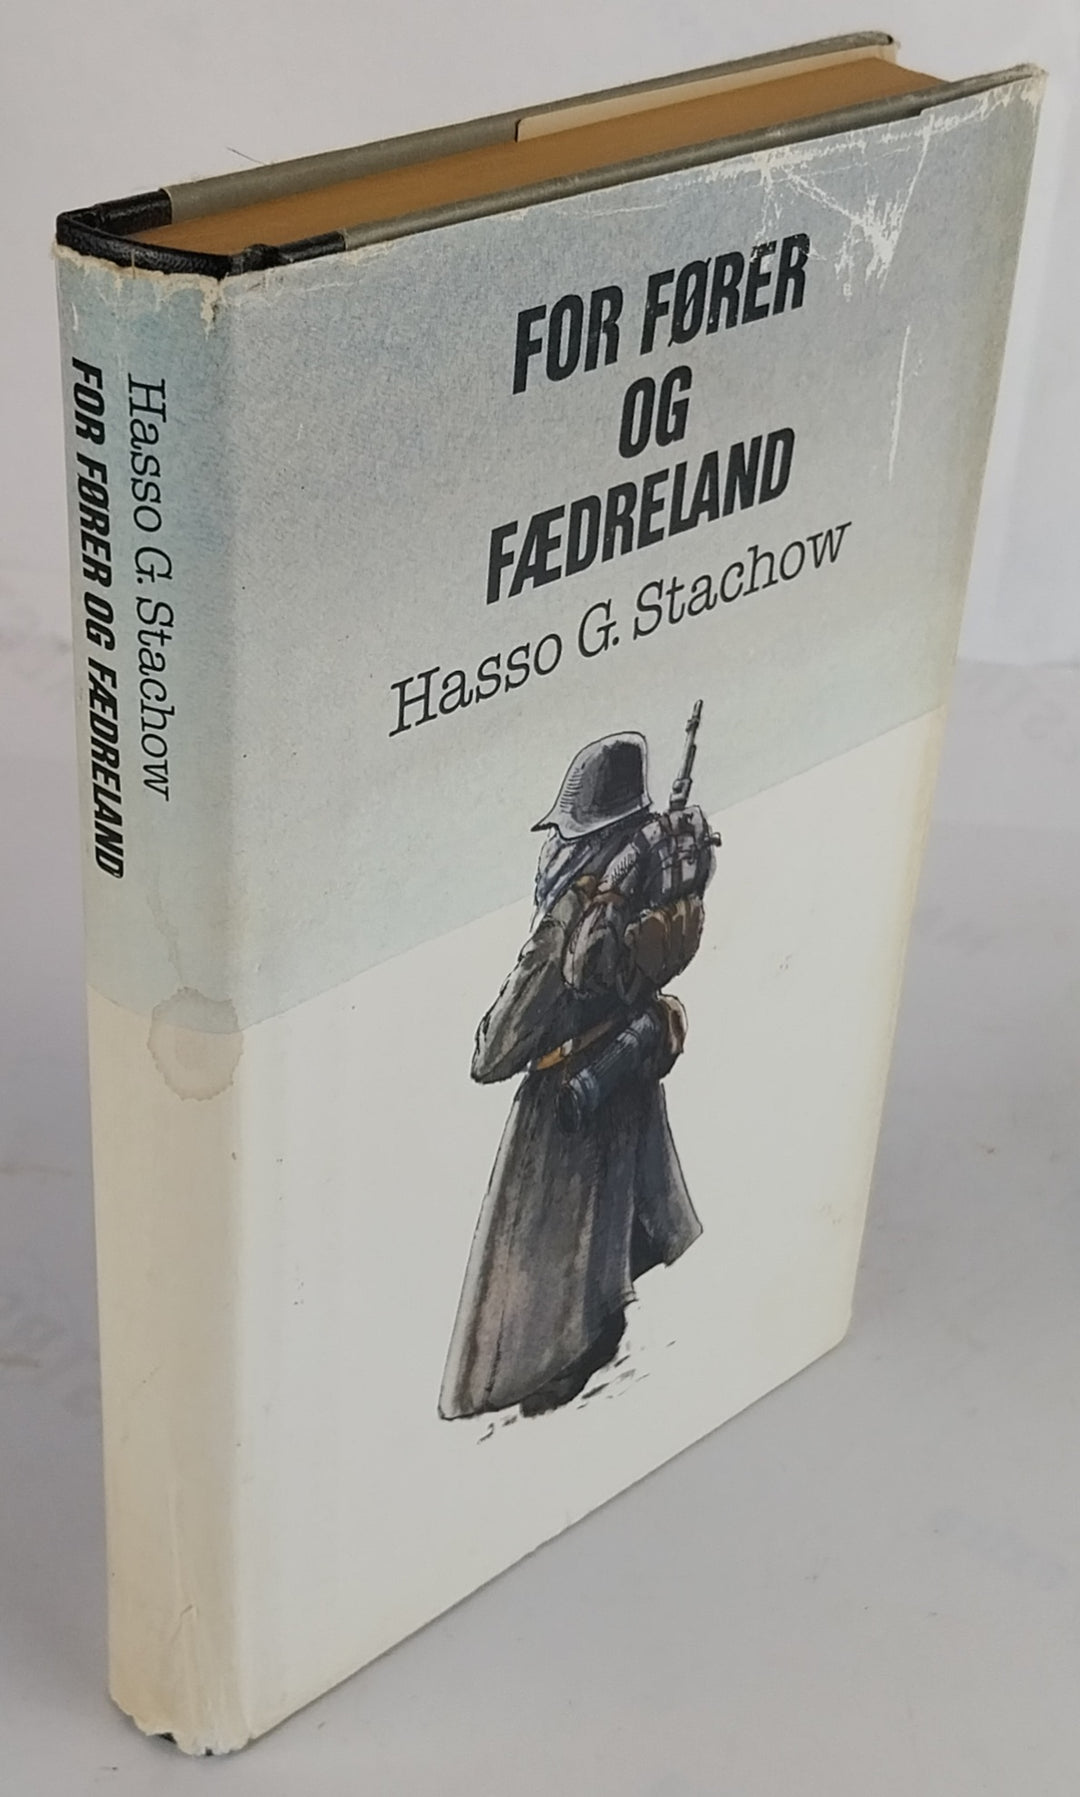 Hasso G. Stachow
FOR FØRER OG FÆDRELAND
FOR FØRER
OG
FÆDRELAND
Hasso G. Stachow